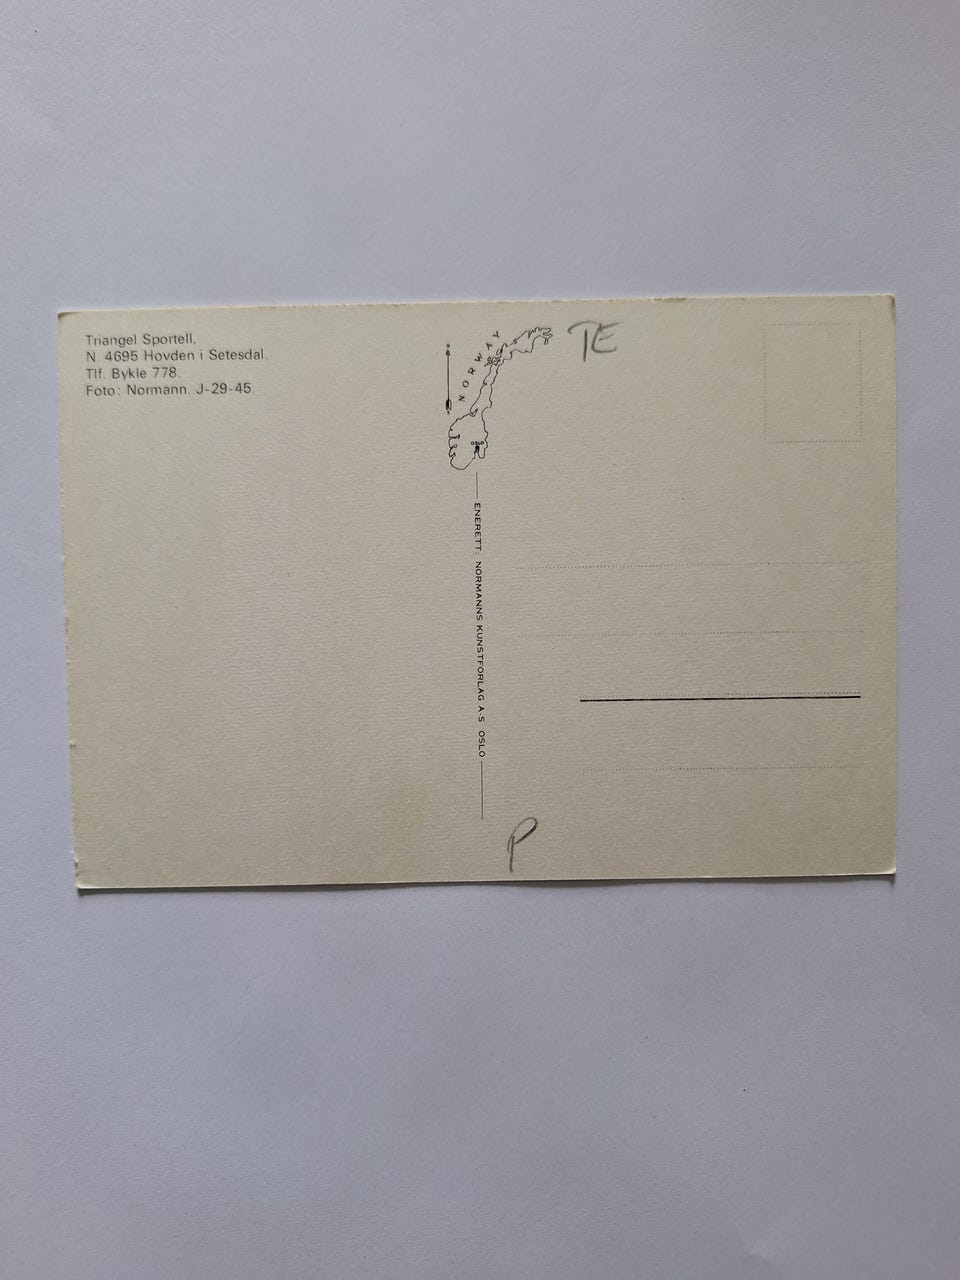 Triangel Sportell,
N. 4695 Hovden i Setesdal.
Tlf. Bykle 778.
Foto: Normann. J-29-45.
NORWAY
OSLO
TE
ENERETT: NORMANNS KUNSTFORLAG A-S OSLO
P